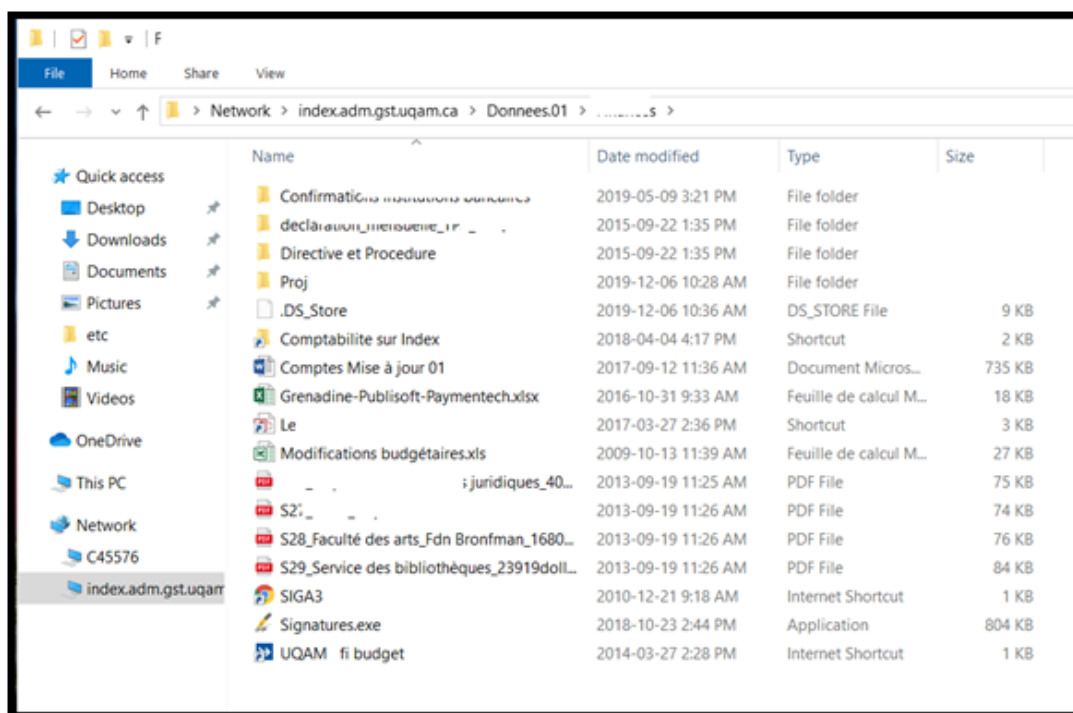 F
File Home Share View
Network > index.adm.gst.uqam.ca > Donnees.01 > >
Name Date modified Type Size
Quick access
Desktop
Downloads
Documents
Pictures
etc
Music
Videos
OneDrive
This PC
Network
C45576
index.adm.gst.uqam
Confirmations institutions bancaires 2019-05-09 3:21 PM File folder
declaration_mensuelle 2015-09-22 1:35 PM File folder
Directive et Procedure 2015-09-22 1:35 PM File folder
Proj 2019-12-06 10:28 AM File folder
.DS_Store 2019-12-06 10:36 AM DS_STORE File 9 KB
Comptabilite sur Index 2018-04-04 4:17 PM Shortcut 2 KB
Comptes Mise à jour 01 2017-09-12 11:36 AM Document Micros... 735 KB
Grenadine-Publisoft-Paymentech.xlsx 2016-10-31 9:33 AM Feuille de calcul M... 18 KB
Le 2017-03-27 2:36 PM Shortcut 3 KB
Modifications budgétaires.xls 2009-10-13 11:39 AM Feuille de calcul M... 27 KB
juridiques_40... 2013-09-19 11:25 AM PDF File 75 KB
S27_ 2013-09-19 11:26 AM PDF File 74 KB
S28_Faculté des arts_Fdn Bronfman_1680... 2013-09-19 11:26 AM PDF File 76 KB
S29_Service des bibliothèques_23919doll... 2013-09-19 11:26 AM PDF File 84 KB
SIGA3 2010-12-21 9:18 AM Internet Shortcut 1 KB
Signatures.exe 2018-10-23 2:44 PM Application 804 KB
UQAM fi budget 2014-03-27 2:28 PM Internet Shortcut 1 KB